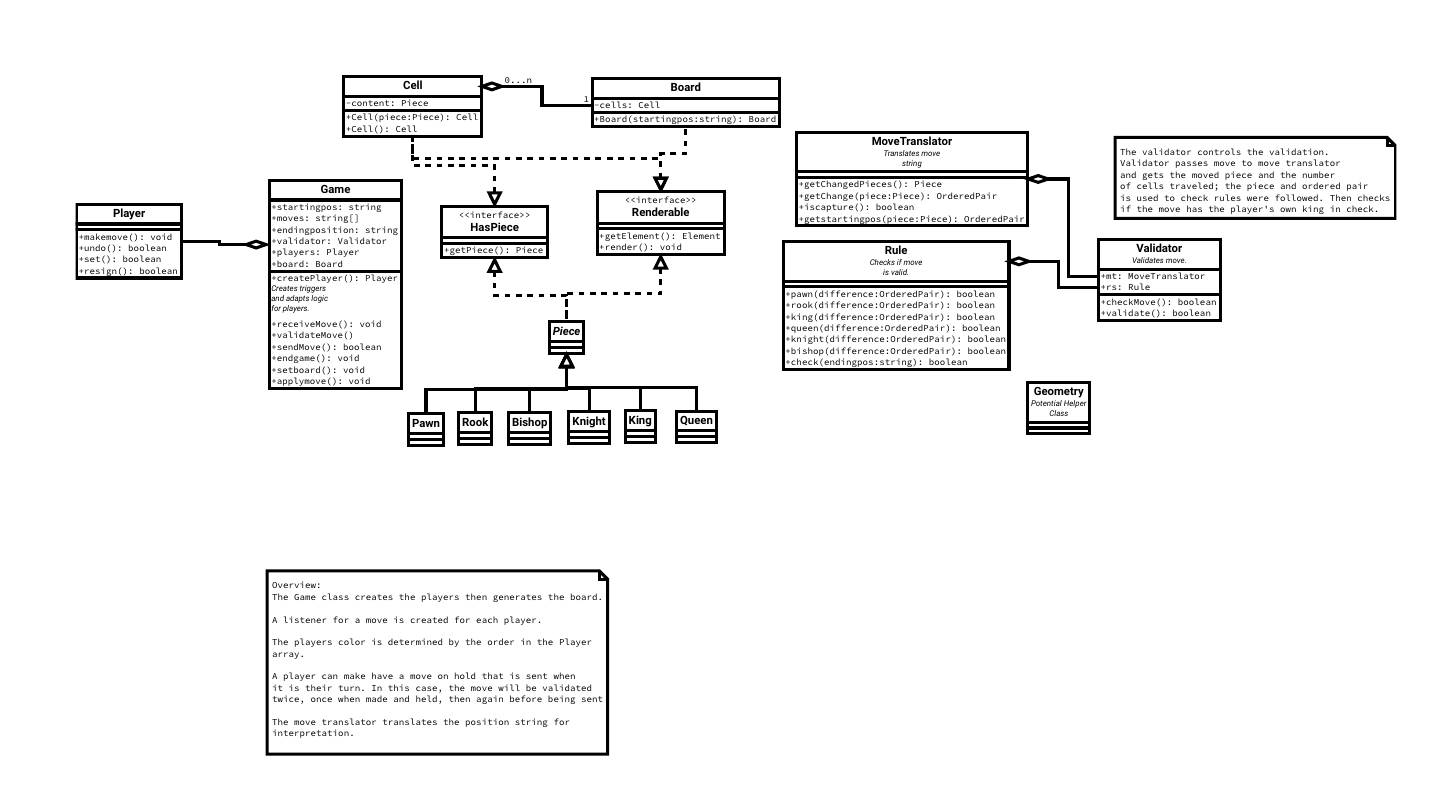 Cell
-content: Piece
+Cell(piece:Piece): Cell
+Cell(): Cell
0...n
1
Board
-cells: Cell
+Board(startingpos:string): Board
MoveTranslator
Translates move
string
+getChangedPieces(): Piece
+getChange(piece:Piece): OrderedPair
+iscapture(): boolean
+getstartingpos(piece:Piece): OrderedPair
The validator controls the validation.
Validator passes move to move translator
and gets the moved piece and the number
of cells traveled; the piece and ordered pair
is used to check rules were followed. Then checks
if the move has the player's own king in check.
Player
+makemove(): void
+undo(): boolean
+set(): boolean
+resign(): boolean
Game
+startingpos: string
+moves: string[]
+endingposition: string
+validator: Validator
+players: Player
+board: Board
+createPlayer(): Player
Creates triggers
and adapts logic
for players.
+receiveMove(): void
+validateMove()
+sendMove(): boolean
+endgame(): void
+setboard(): void
+applymove(): void
<<interface>>
HasPiece
+getPiece(): Piece
<<interface>>
Renderable
+getElement(): Element
+render(): void
Rule
Checks if move
is valid.
+pawn(difference:OrderedPair): boolean
+rook(difference:OrderedPair): boolean
+king(difference:OrderedPair): boolean
+queen(difference:OrderedPair): boolean
+knight(difference:OrderedPair): boolean
+bishop(difference:OrderedPair): boolean
+check(endingpos:string): boolean
Validator
Validates move.
+mt: MoveTranslator
+rs: Rule
+checkMove(): boolean
+validate(): boolean
Piece
Geometry
Potential Helper
Class
Pawn
Rook
Bishop
Knight
King
Queen
Overview:
The Game class creates the players then generates the board.
A listener for a move is created for each player.
The players color is determined by the order in the Player
array.
A player can make have a move on hold that is sent when
it is their turn. In this case, the move will be validated
twice, once when made and held, then again before being sent
The move translator translates the position string for
interpretation.